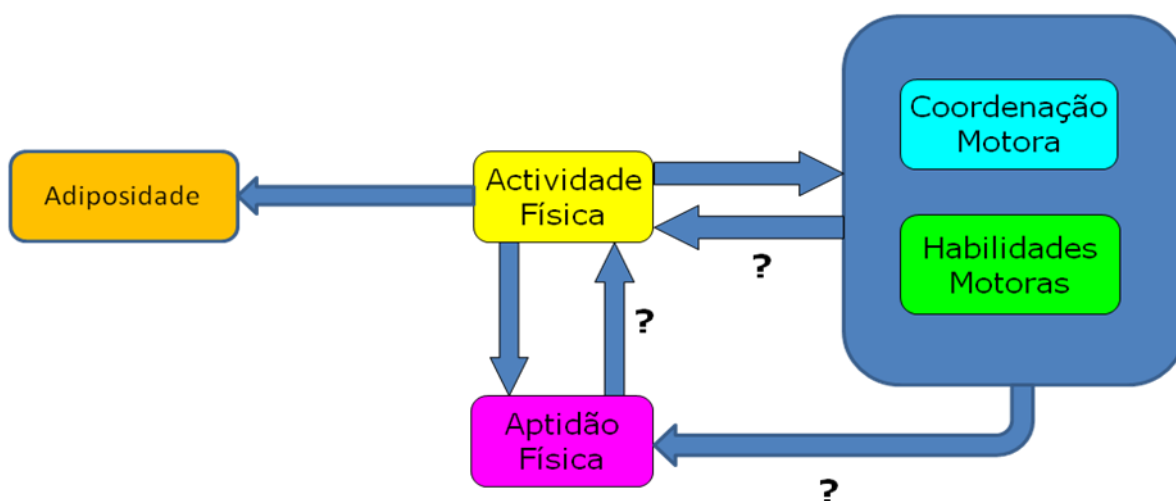 Coordenação
Motora
Adiposidade
Actividade
Física
Habilidades
Motoras
?
?
Aptidão
Física
?